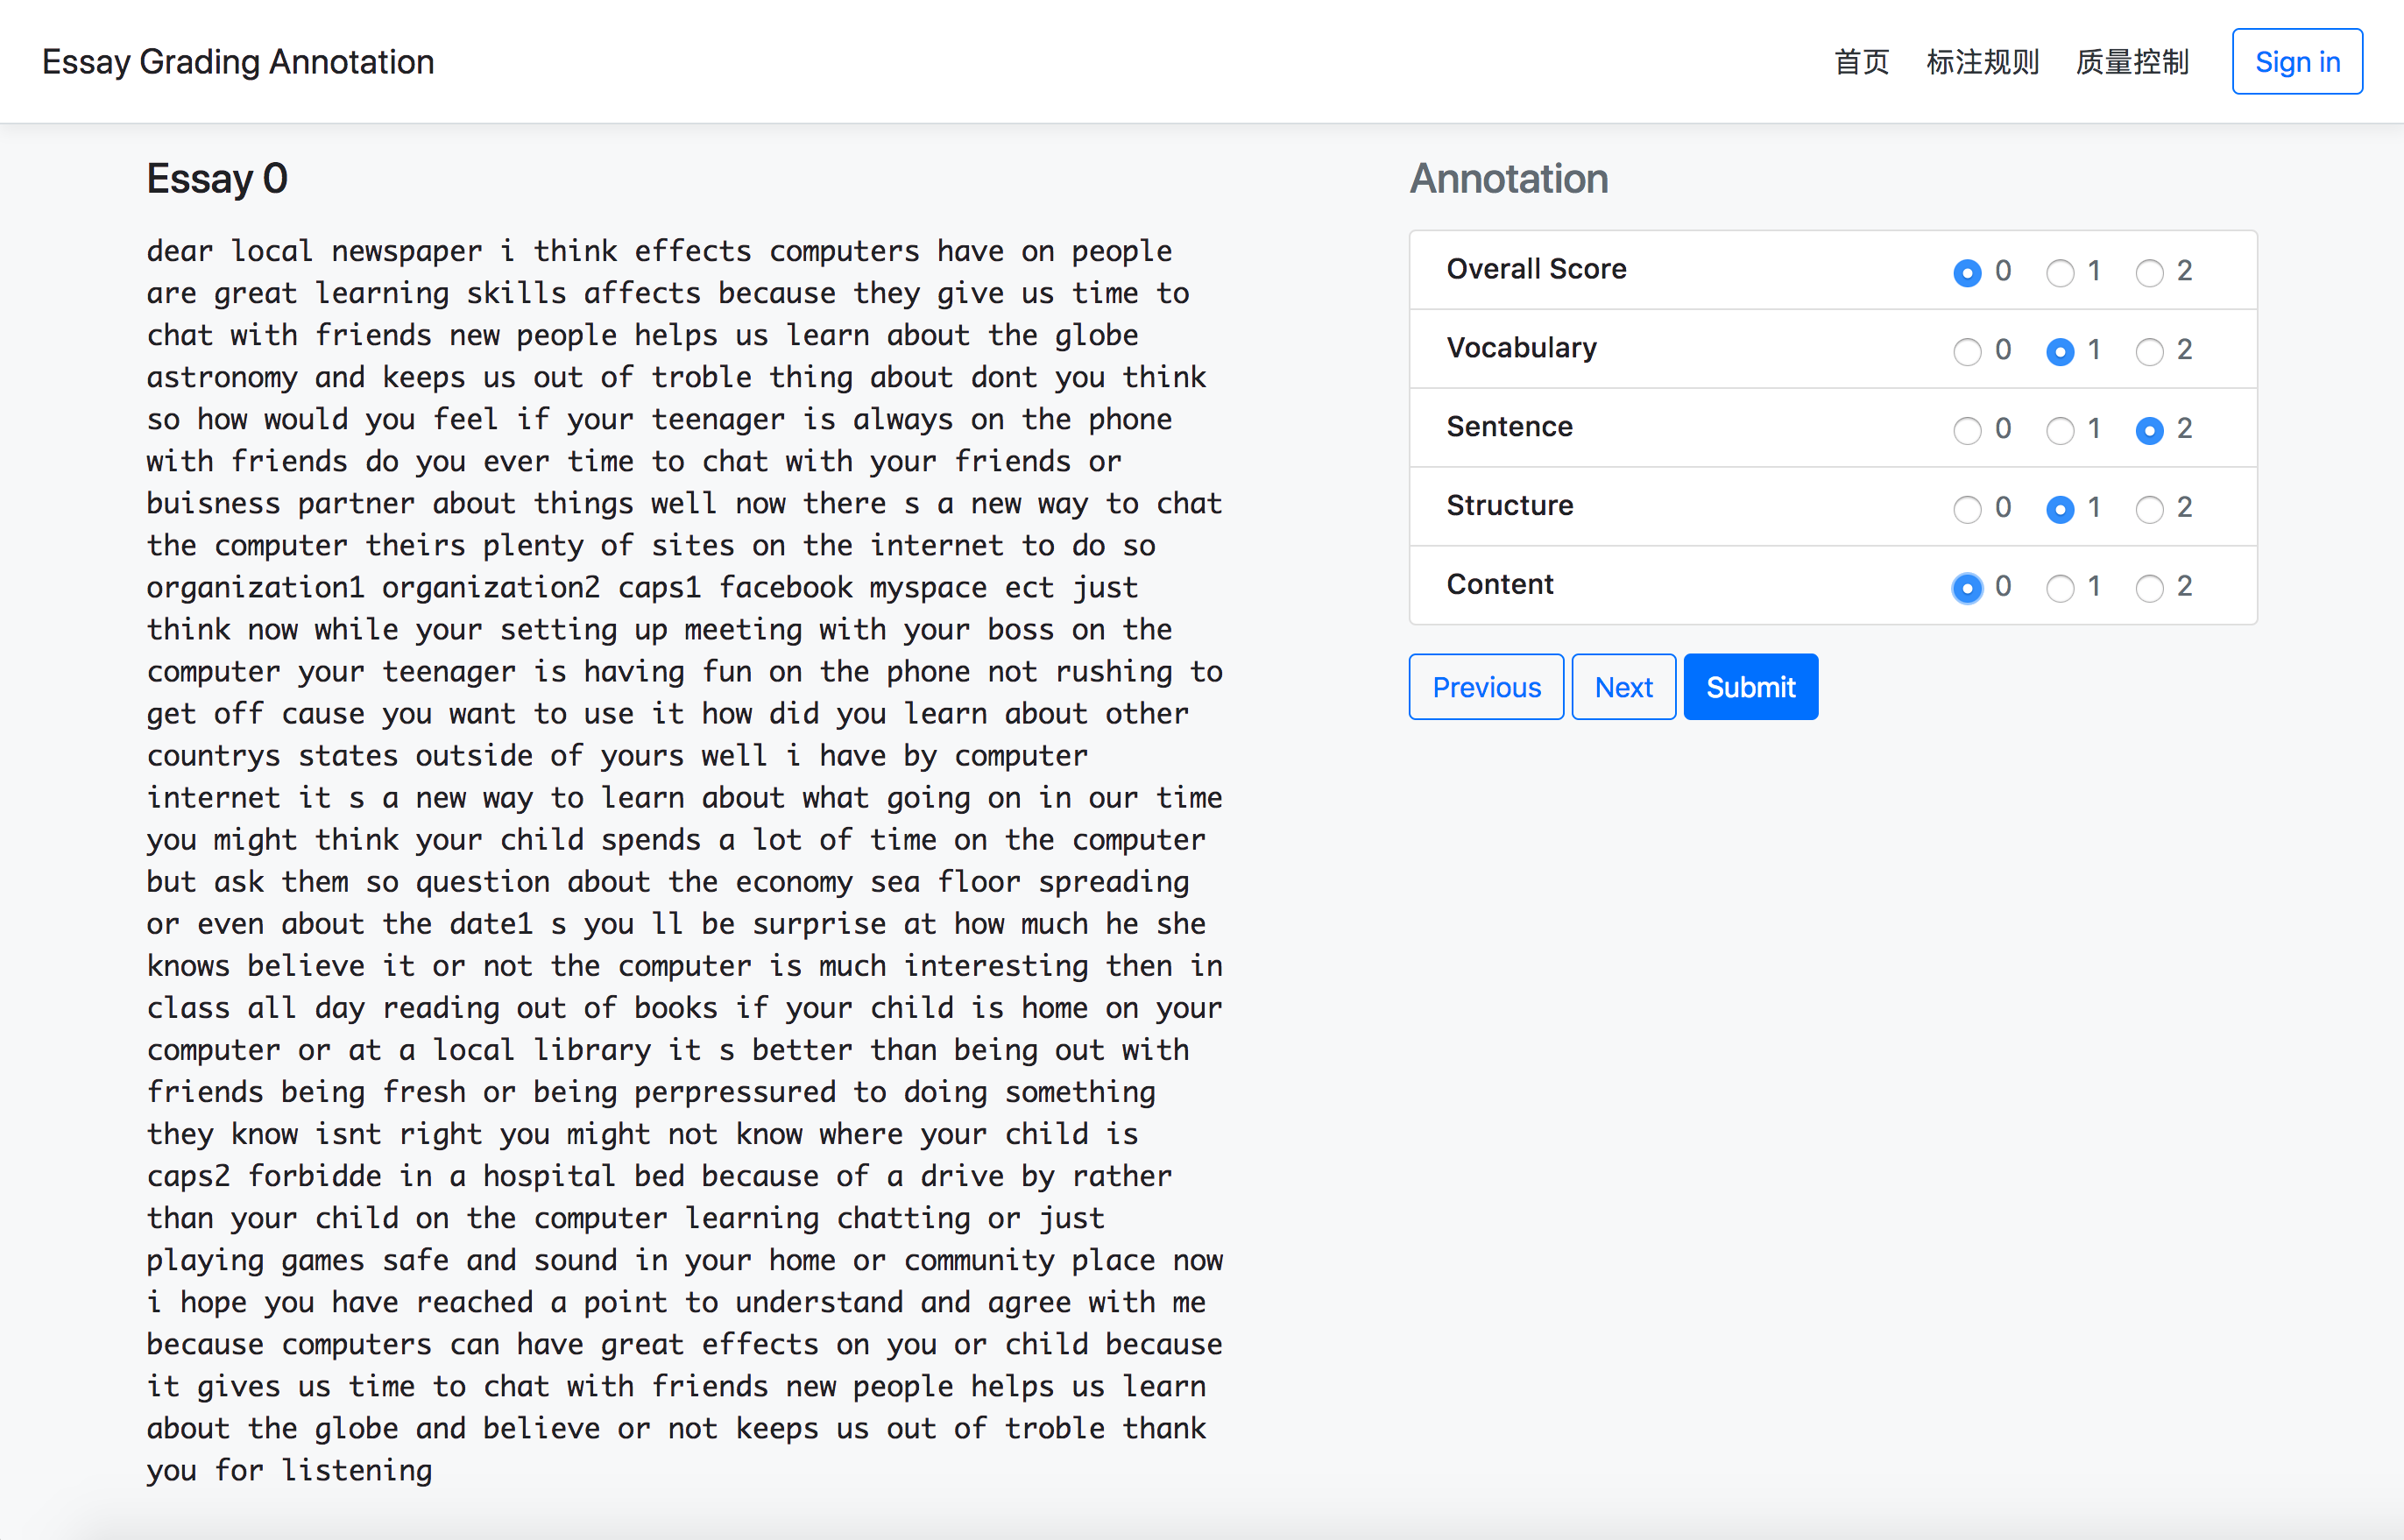 Essay Grading Annotation
首页 标注规则 质量控制 Sign in
Essay 0
dear local newspaper i think effects computers have on people
are great learning skills affects because they give us time to
chat with friends new people helps us learn about the globe
astronomy and keeps us out of troble thing about dont you think
so how would you feel if your teenager is always on the phone
with friends do you ever time to chat with your friends or
buisness partner about things well now there s a new way to chat
the computer theirs plenty of sites on the internet to do so
organization1 organization2 caps1 facebook myspace ect just
think now while your setting up meeting with your boss on the
computer your teenager is having fun on the phone not rushing to
get off cause you want to use it how did you learn about other
countrys states outside of yours well i have by computer
internet it s a new way to learn about what going on in our time
you might think your child spends a lot of time on the computer
but ask them so question about the economy sea floor spreading
or even about the date1 s you ll be surprise at how much he she
knows believe it or not the computer is much interesting then in
class all day reading out of books if your child is home on your
computer or at a local library it s better than being out with
friends being fresh or being perpressured to doing something
they know isnt right you might not know where your child is
caps2 forbidde in a hospital bed because of a drive by rather
than your child on the computer learning chatting or just
playing games safe and sound in your home or community place now
i hope you have reached a point to understand and agree with me
because computers can have great effects on you or child because
it gives us time to chat with friends new people helps us learn
about the globe and believe or not keeps us out of troble thank
you for listening
Annotation
Overall Score 0 1 2
Vocabulary 0 1 2
Sentence 0 1 2
Structure 0 1 2
Content 0 1 2
Previous Next Submit